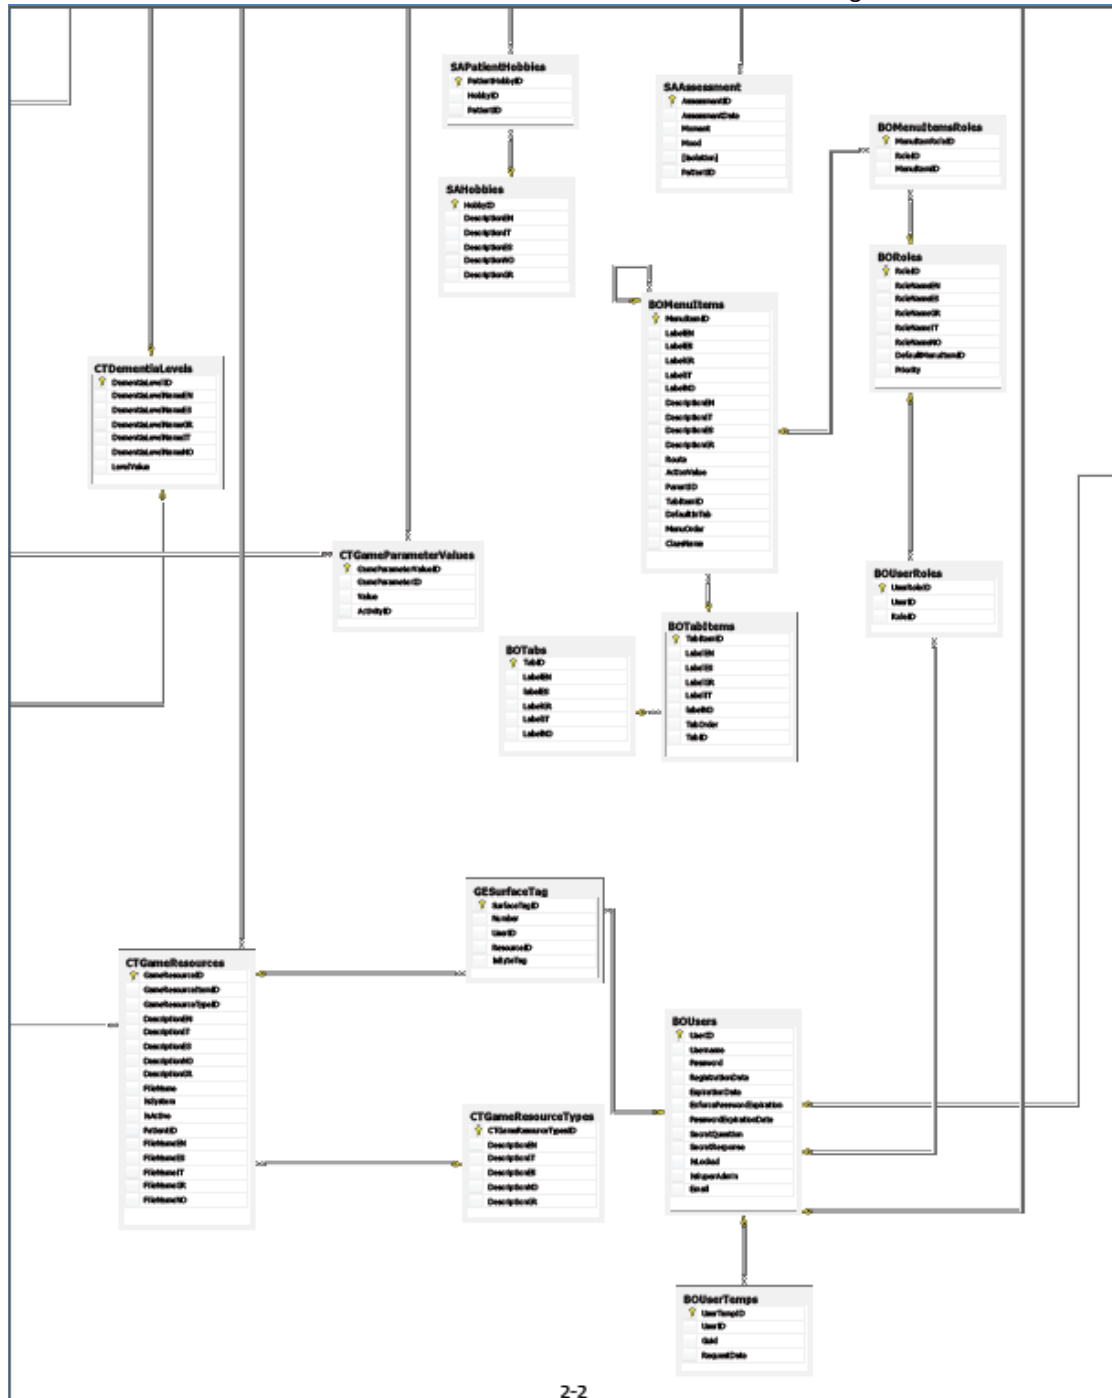 SAPatientHobbies
PatientHobbyID
HobbyID
PatientID
SAAssessment
AssessmentID
AssessmentDate
Moment
Mood
[Isolation]
PatientID
BOMenuItemsRoles
MenuItemRoleID
RoleID
MenuItemID
SAHobbies
HobbyID
DescriptionEN
DescriptionIT
DescriptionES
DescriptionNO
DescriptionGR
BORoles
RoleID
RoleNameEN
RoleNameES
RoleNameGR
RoleNameIT
RoleNameNO
DefaultMenuItemID
Priority
BOMenuItems
MenuItemID
LabelEN
LabelES
LabelGR
LabelIT
LabelNO
DescriptionEN
DescriptionIT
DescriptionES
DescriptionGR
Route
ActionValue
ParentID
TabItemID
DefaultInTab
MenuOrder
ClassName
CTDementiaLevels
DementiaLevelID
DementiaLevelNameEN
DementiaLevelNameES
DementiaLevelNameGR
DementiaLevelNameIT
DementiaLevelNameNO
LevelValue
CTGameParameterValues
GameParameterValueID
GameParameterID
Value
ActivityID
BOUserRoles
UserRoleID
UserID
RoleID
BOTabs
TabID
LabelEN
labelES
LabelGR
LabelIT
LabelNO
BOTabItems
TabItemID
LabelEN
LabelES
LabelGR
LabelIT
labelNO
TabOrder
TabID
GESurfaceTag
SurfaceTagID
Number
UserID
ResourceID
IsByteTag
CTGameResources
GameResourceID
GameResourceItemID
GameResourceTypeID
DescriptionEN
DescriptionIT
DescriptionES
DescriptionNO
DescriptionGR
FileName
IsSystem
IsActive
PatientID
FileNameEN
FileNameES
FileNameIT
FileNameGR
FileNameNO
CTGameResourceTypes
CTGameResourceTypesID
DescriptionEN
DescriptionIT
DescriptionES
DescriptionNO
DescriptionGR
BOUsers
UserID
Username
Password
RegistrationDate
ExpirationDate
EnforcePasswordExpiration
PasswordExpirationDate
SecretQuestion
SecretResponse
IsLocked
IsSuperAdmin
Email
BOUserTemps
UserTempID
UserID
Guid
RequestDate
2-2